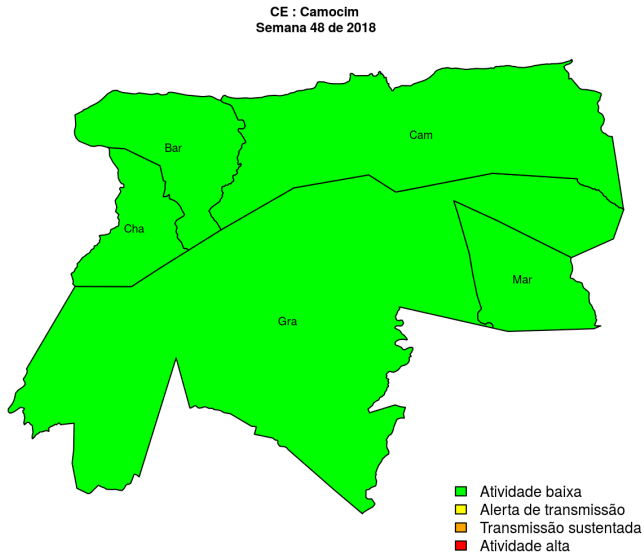 CE : Camocim
Semana 48 de 2018
Bar
Cam
Cha
Mar
Gra
Atividade baixa
Alerta de transmissão
Transmissão sustentada
Atividade alta